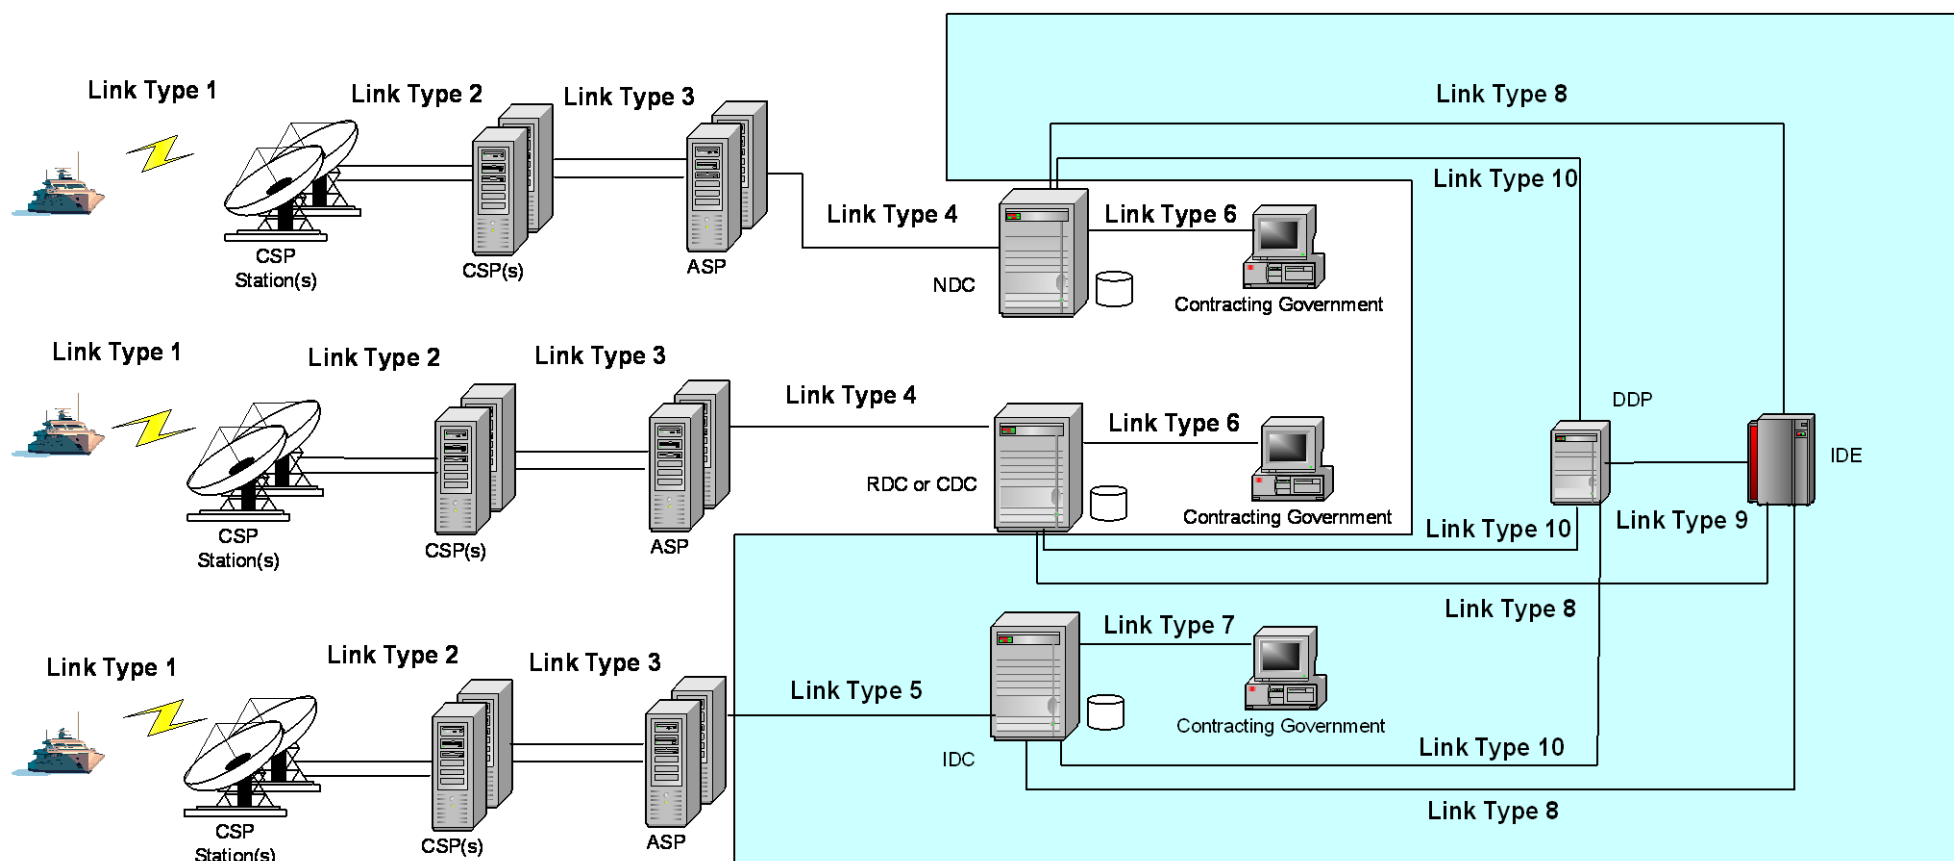 Link Type 1
Link Type 2
Link Type 3
Link Type 8
Link Type 10
Link Type 4
Link Type 6
CSP
Station(s)
CSP(s)
ASP
NDC
Contracting Government
Link Type 1
Link Type 2
Link Type 3
Link Type 4
Link Type 6
DDP
IDE
RDC or CDC
Contracting Government
CSP
Station(s)
CSP(s)
ASP
Link Type 10
Link Type 9
Link Type 8
Link Type 1
Link Type 2
Link Type 3
Link Type 5
Link Type 7
Contracting Government
Link Type 10
IDC
Link Type 8
CSP
Station(s)
CSP(s)
ASP